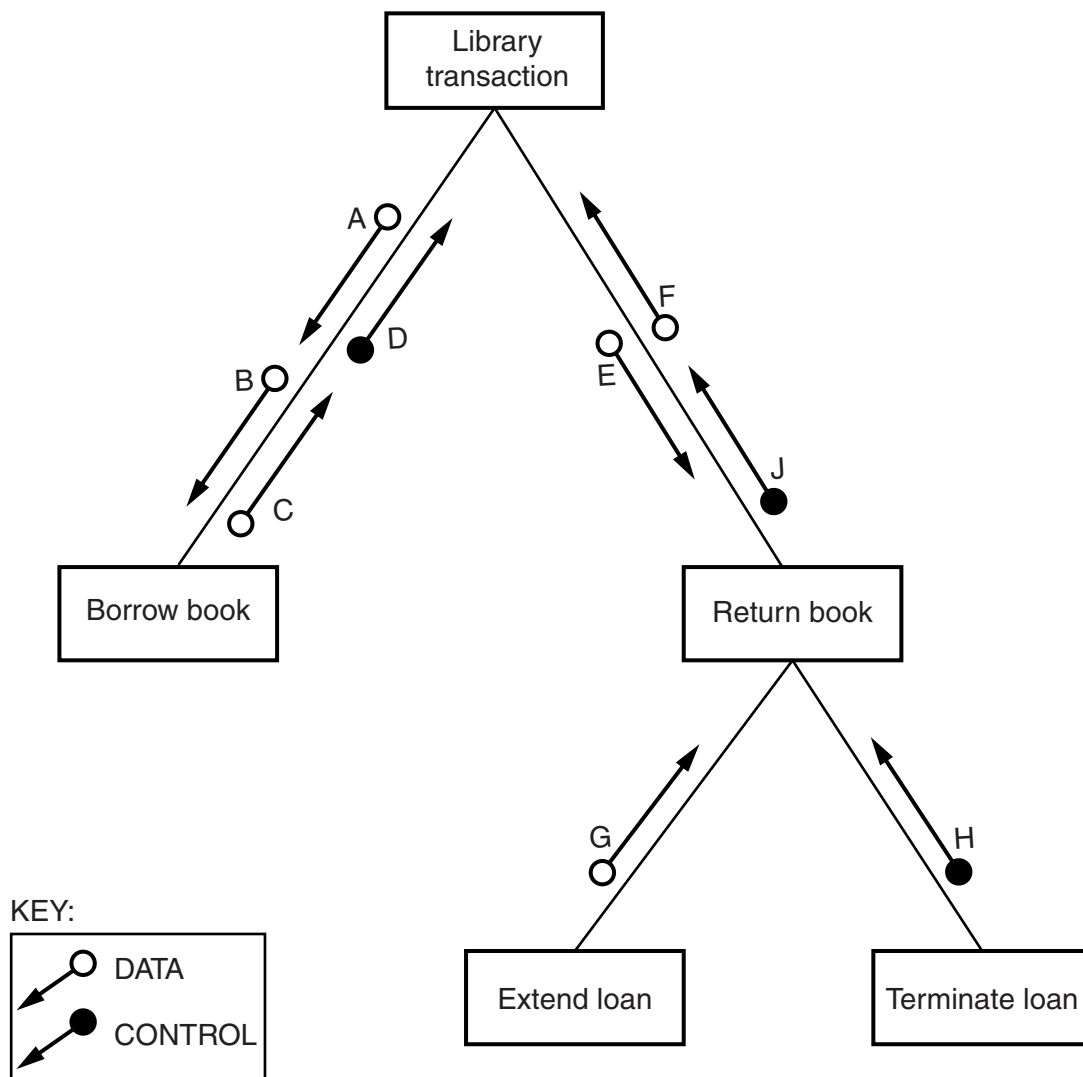 Library
transaction
A
D
B
C
F
E
J
Borrow book
Return book
G
H
KEY:
DATA
CONTROL
Extend loan
Terminate loan